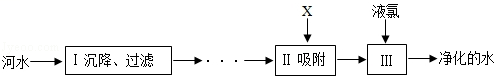 X 液氯
河水 Ⅰ 沉降、过滤 · · · Ⅱ 吸附 Ⅲ 净化的水